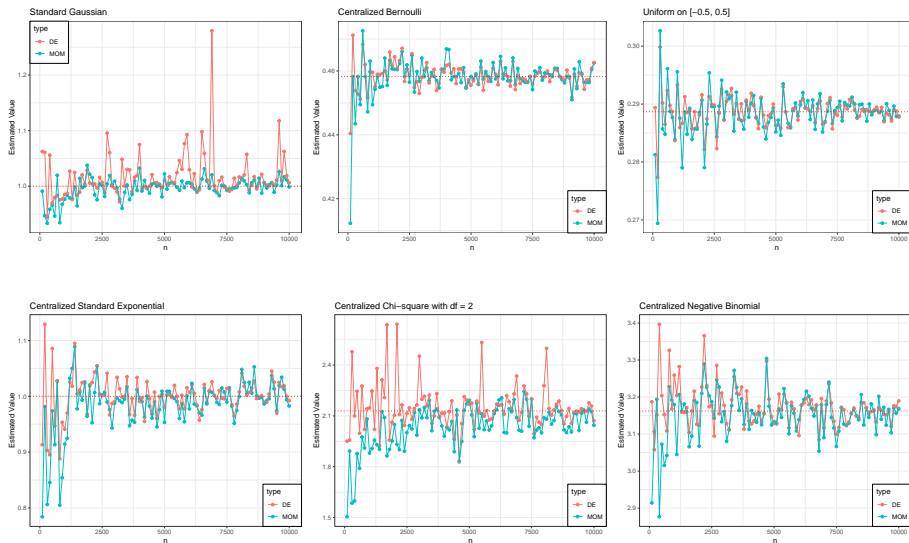 Standard Gaussian
type
DE
MOM
Estimated Value
1.2
1.0
0
2500
5000
7500
10000
n
Centralized Bernoulli
Estimated Value
0.46
0.44
0.42
type
DE
MOM
0
2500
5000
7500
10000
n
Uniform on [−0.5, 0.5]
Estimated Value
0.30
0.29
0.28
0.27
type
DE
MOM
0
2500
5000
7500
10000
n
Centralized Standard Exponential
Estimated Value
1.1
1.0
0.9
0.8
type
DE
MOM
0
2500
5000
7500
10000
n
Centralized Chi−square with df = 2
Estimated Value
2.5
2.3
2.1
1.9
1.7
1.5
type
DE
MOM
0
2500
5000
7500
10000
n
Centralized Negative Binomial
Estimated Value
3.4
3.3
3.2
3.1
3.0
2.9
type
DE
MOM
0
2500
5000
7500
10000
n